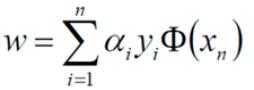 w = \sum_{i=1}^{n} \alpha_i y_i \Phi(x_n)